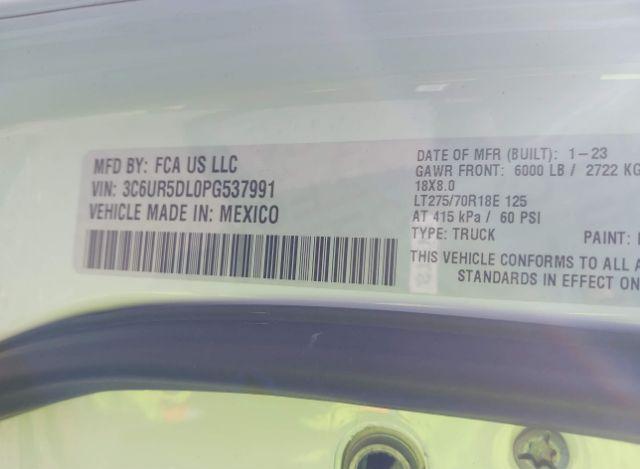 MFD BY: FCA US LLC
VIN: 3C6UR5DL0PG537991
VEHICLE MADE IN: MEXICO
DATE OF MFR (BUILT): 1-23
GAWR FRONT: 6000 LB / 2722 KG
18X8.0
LT275/70R18E 125
AT 415 kPa / 60 PSI
TYPE: TRUCK PAINT:
THIS VEHICLE CONFORMS TO ALL
STANDARDS IN EFFECT ON